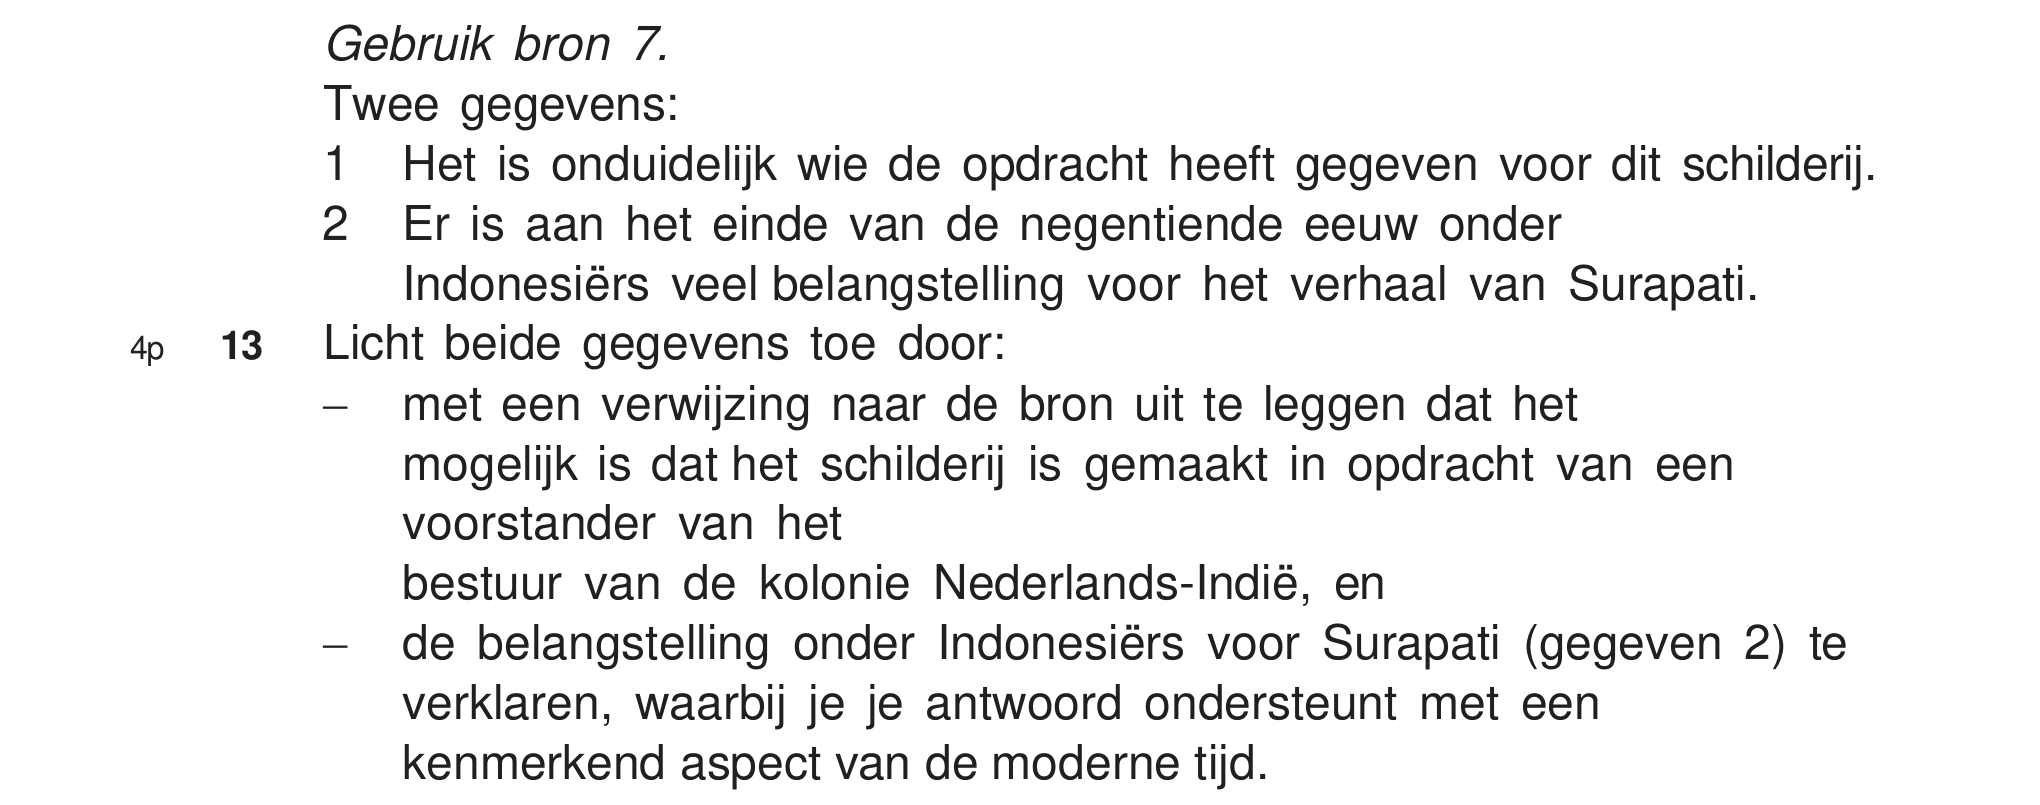 Gebruik bron 7.
Twee gegevens:
1 Het is onduidelijk wie de opdracht heeft gegeven voor dit schilderij.
2 Er is aan het einde van de negentiende eeuw onder
Indonesiërs veel belangstelling voor het verhaal van Surapati.
4p 13 Licht beide gegevens toe door:
– met een verwijzing naar de bron uit te leggen dat het
mogelijk is dat het schilderij is gemaakt in opdracht van een
voorstander van het
bestuur van de kolonie Nederlands-Indië, en
– de belangstelling onder Indonesiërs voor Surapati (gegeven 2) te
verklaren, waarbij je je antwoord ondersteunt met een
kenmerkend aspect van de moderne tijd.